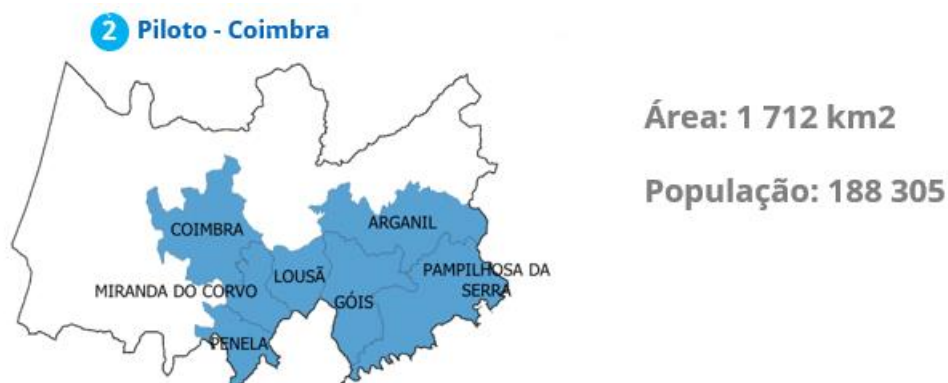 2 Piloto - Coimbra
Área: 1 712 km2
População: 188 305
COIMBRA
ARGANIL
LOUSÃ
PAMPILHOSA DA
SERRA
MIRANDA DO CORVO
GÓIS
PENELA